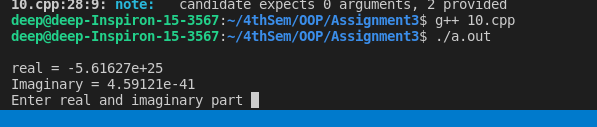 10.cpp:28:9: note:   candidate expects 0 arguments, 2 provided
deep@deep-Inspiron-15-3567:~/4thSem/OOP/Assignment3$ g++ 10.cpp
deep@deep-Inspiron-15-3567:~/4thSem/OOP/Assignment3$ ./a.out
real = -5.61627e+25
Imaginary = 4.59121e-41
Enter real and imaginary part